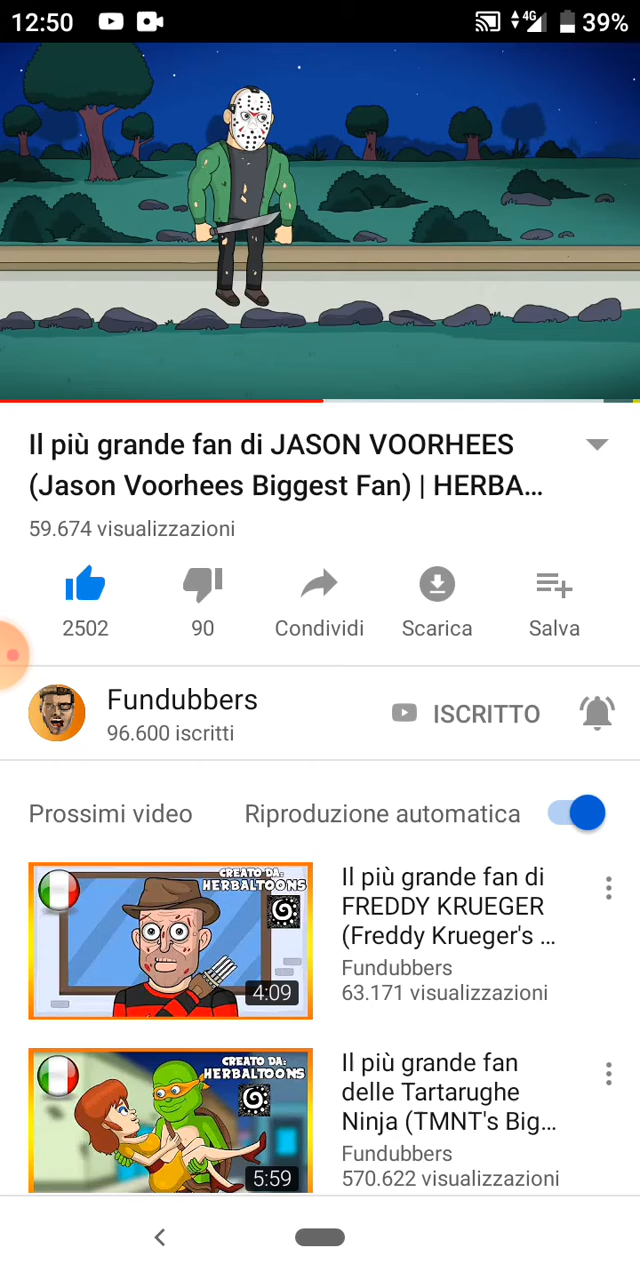 12:50
4G
39%
Il più grande fan di JASON VOORHEES
(Jason Voorhees Biggest Fan) | HERBA...
59.674 visualizzazioni
2502
90
Condividi
Scarica
Salva
Fundubbers
96.600 iscritti
ISCRITTO
Prossimi video
Riproduzione automatica
CREATO DA:
HERBALTOONS
4:09
Il più grande fan di
FREDDY KRUEGER
(Freddy Krueger's ...
Fundubbers
63.171 visualizzazioni
CREATO DA:
HERBALTOONS
5:59
Il più grande fan
delle Tartarughe
Ninja (TMNT's Big...
Fundubbers
570.622 visualizzazioni